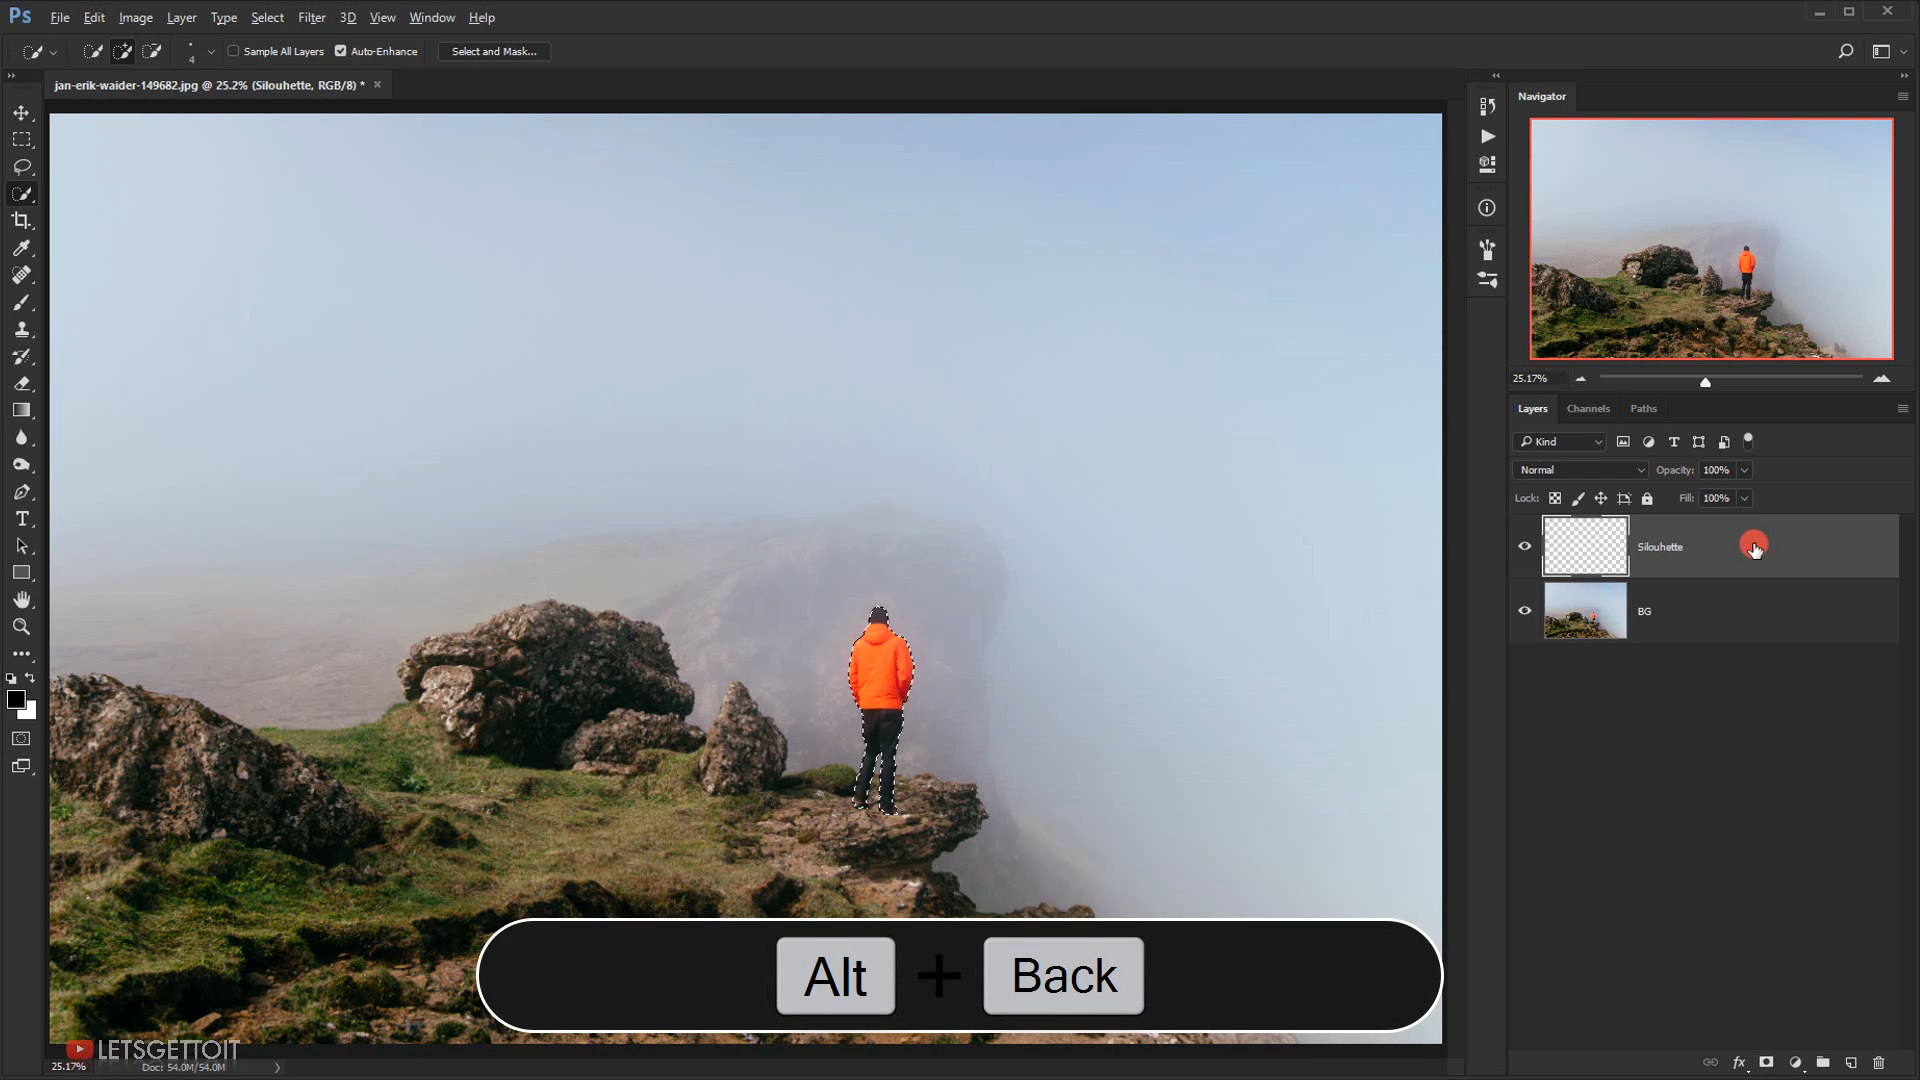 Ps File Edit Image Layer Type Select Filter 3D View Window Help
4 Sample All Layers Auto-Enhance Select and Mask...
jan-erik-waider-149682.jpg @ 25.2% (Silouhette, RGB/8) * ×
Navigator
25.17%
Layers Channels Paths
Kind
Normal Opacity: 100%
Lock: Fill: 100%
Silouhette
BG
Alt + Back
LETSGETTOIT
25.17% Doc: 54.0M/54.0M